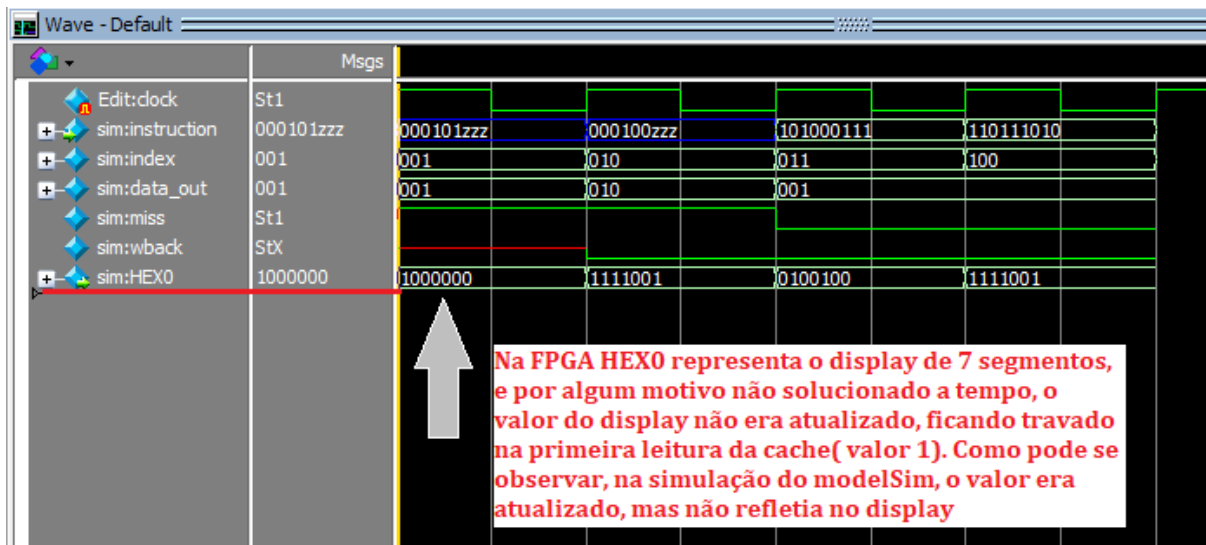 Wave - Default
Msgs
Edit:clock St1
sim:instruction 000101zzz 000101zzz 000100zzz 101000111 110111010
sim:index 001 001 010 011 100
sim:data_out 001 001 010 001
sim:miss St1
sim:wback StX
sim:HEX0 1000000 1000000 1111001 0100100 1111001
Na FPGA HEX0 representa o display de 7 segmentos,
e por algum motivo não solucionado a tempo, o
valor do display não era atualizado, ficando travado
na primeira leitura da cache( valor 1). Como pode se
observar, na simulação do modelSim, o valor era
atualizado, mas não refletia no display